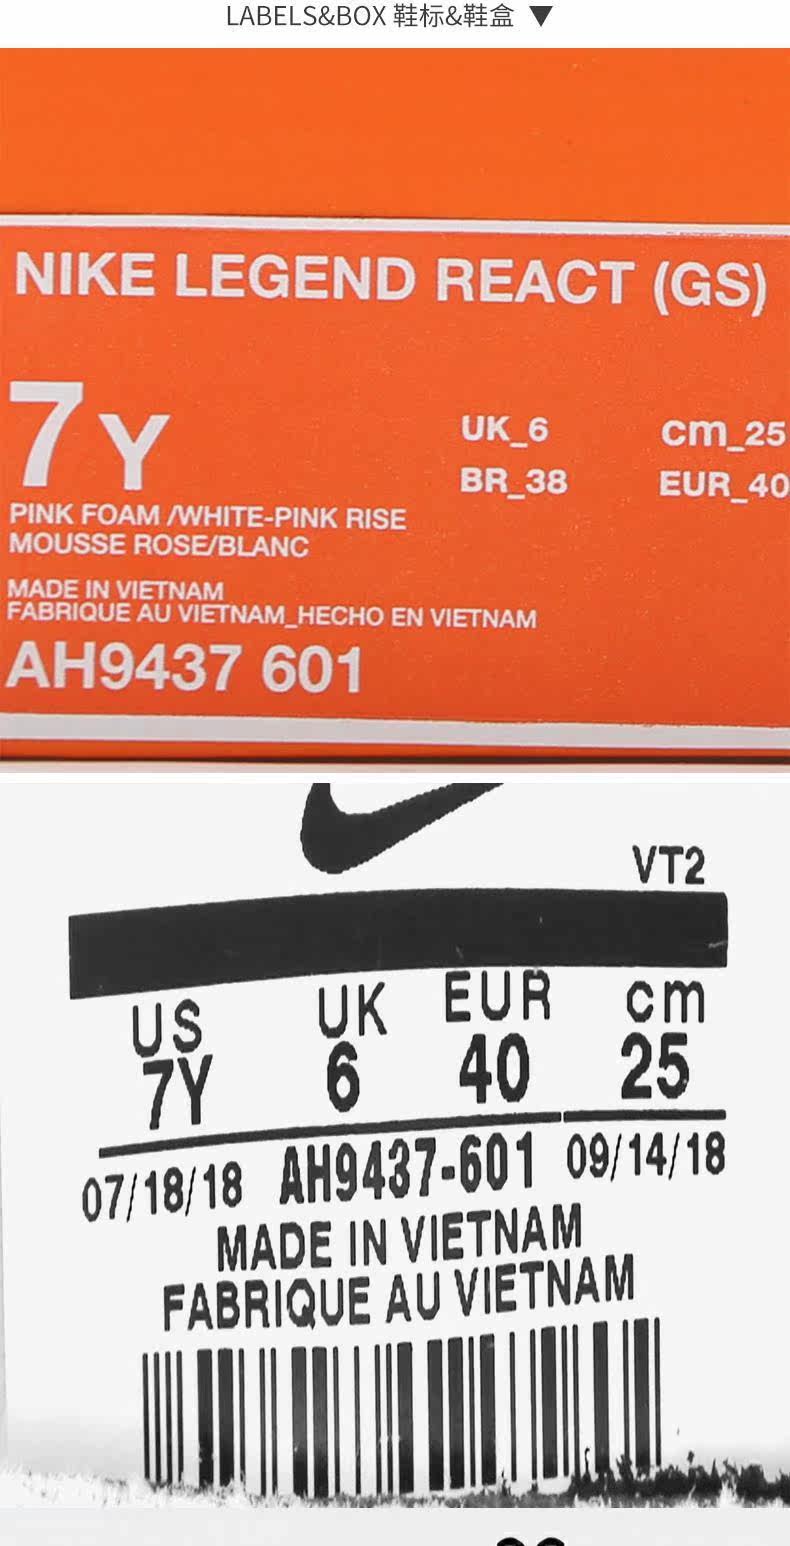 LABELS&BOX 鞋标&鞋盒 ▼
NIKE LEGEND REACT (GS)
7Y UK_6 cm_25
BR_38 EUR_40
PINK FOAM /WHITE-PINK RISE
MOUSSE ROSE/BLANC
MADE IN VIETNAM
FABRIQUE AU VIETNAM_HECHO EN VIETNAM
AH9437 601
VT2
US UK EUR cm
7Y 6 40 25
07/18/18 AH9437-601 09/14/18
MADE IN VIETNAM
FABRIQUE AU VIETNAM